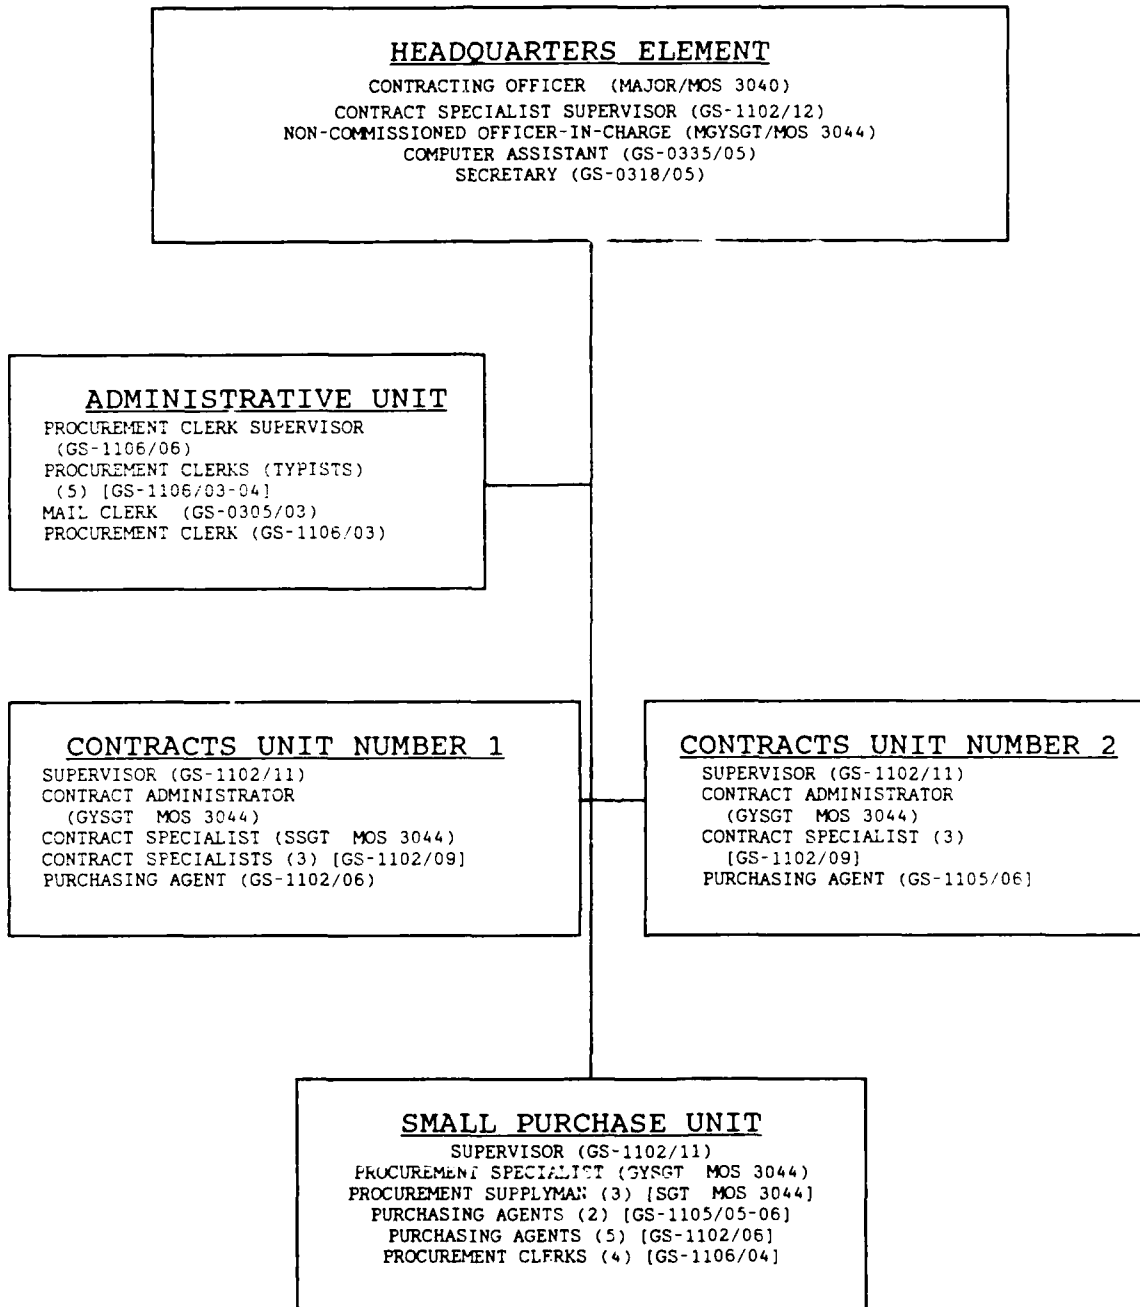 HEADQUARTERS ELEMENT
CONTRACTING OFFICER (MAJOR/MOS 3040)
CONTRACT SPECIALIST SUPERVISOR (GS-1102/12)
NON-COMMISSIONED OFFICER-IN-CHARGE (MGYSGT/MOS 3044)
COMPUTER ASSISTANT (GS-0335/05)
SECRETARY (GS-0318/05)
ADMINISTRATIVE UNIT
PROCUREMENT CLERK SUPERVISOR
(GS-1106/06)
PROCUREMENT CLERKS (TYPISTS)
(5) [GS-1106/03-04]
MAIL CLERK (GS-0305/03)
PROCUREMENT CLERK (GS-1106/03)
CONTRACTS UNIT NUMBER 1
SUPERVISOR (GS-1102/11)
CONTRACT ADMINISTRATOR
(GYSGT MOS 3044)
CONTRACT SPECIALIST (SSGT MOS 3044)
CONTRACT SPECIALISTS (3) [GS-1102/09]
PURCHASING AGENT (GS-1102/06)
CONTRACTS UNIT NUMBER 2
SUPERVISOR (GS-1102/11)
CONTRACT ADMINISTRATOR
(GYSGT MOS 3044)
CONTRACT SPECIALIST (3)
[GS-1102/09]
PURCHASING AGENT (GS-1105/06]
SMALL PURCHASE UNIT
SUPERVISOR (GS-1102/11)
PROCUREMENT SPECIALIST (GYSGT MOS 3044)
PROCUREMENT SUPPLYMAN (3) [SGT MOS 3044]
PURCHASING AGENTS (2) [GS-1105/05-06]
PURCHASING AGENTS (5) [GS-1102/06]
PROCUREMENT CLERKS (4) [GS-1106/04]